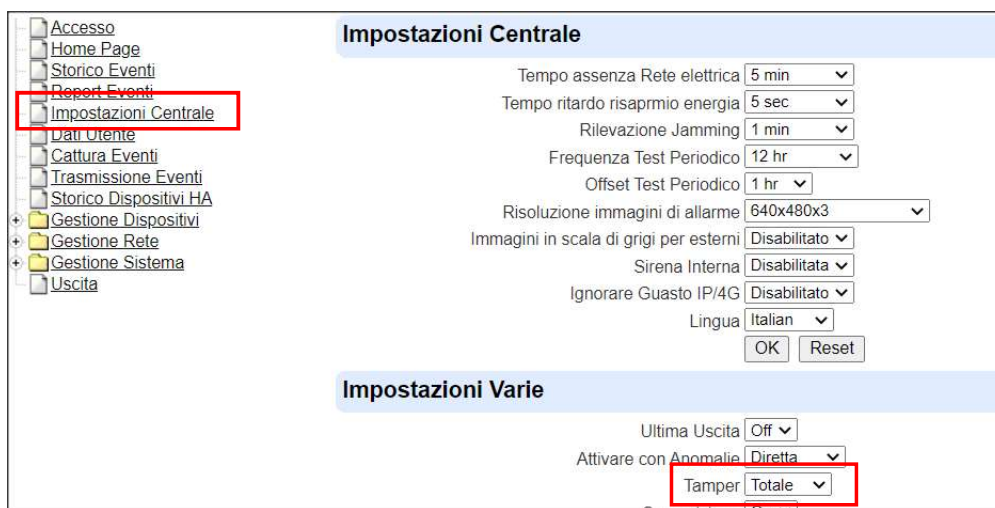 Accesso
Home Page
Storico Eventi
Report Eventi
Impostazioni Centrale
Dati Utente
Cattura Eventi
Trasmissione Eventi
Storico Dispositivi HA
Gestione Dispositivi
Gestione Rete
Gestione Sistema
Uscita
Impostazioni Centrale
Tempo assenza Rete elettrica 5 min
Tempo ritardo risaprmio energia 5 sec
Rilevazione Jamming 1 min
Frequenza Test Periodico 12 hr
Offset Test Periodico 1 hr
Risoluzione immagini di allarme 640x480x3
Immagini in scala di grigi per esterni Disabilitato
Sirena Interna Disabilitata
Ignorare Guasto IP/4G Disabilitato
Lingua Italian
OK Reset
Impostazioni Varie
Ultima Uscita Off
Attivare con Anomalie Diretta
Tamper Totale